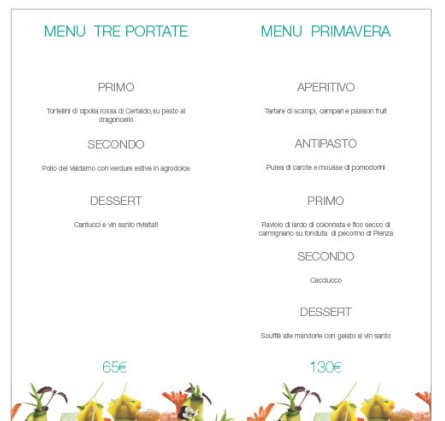 MENU TRE PORTATE
PRIMO
Tortellini di cipolla rossa di Certaldo,su pesto al
dragoncello
SECONDO
Pollo del Valdarno con verdure estive in agrodolce
DESSERT
Cantucci e vin santo rivisitati
65€
MENU PRIMAVERA
APERITIVO
Tartare di scampi, campari e passion fruit
ANTIPASTO
Purea di carote e mousse di pomodorini
PRIMO
Raviolo di lardo di colonnata e fico secco di
carmignano su fonduta di pecorino di Pienza
SECONDO
Cacciucco
DESSERT
Soufflè alle mandorle con gelato al vin santo
130€